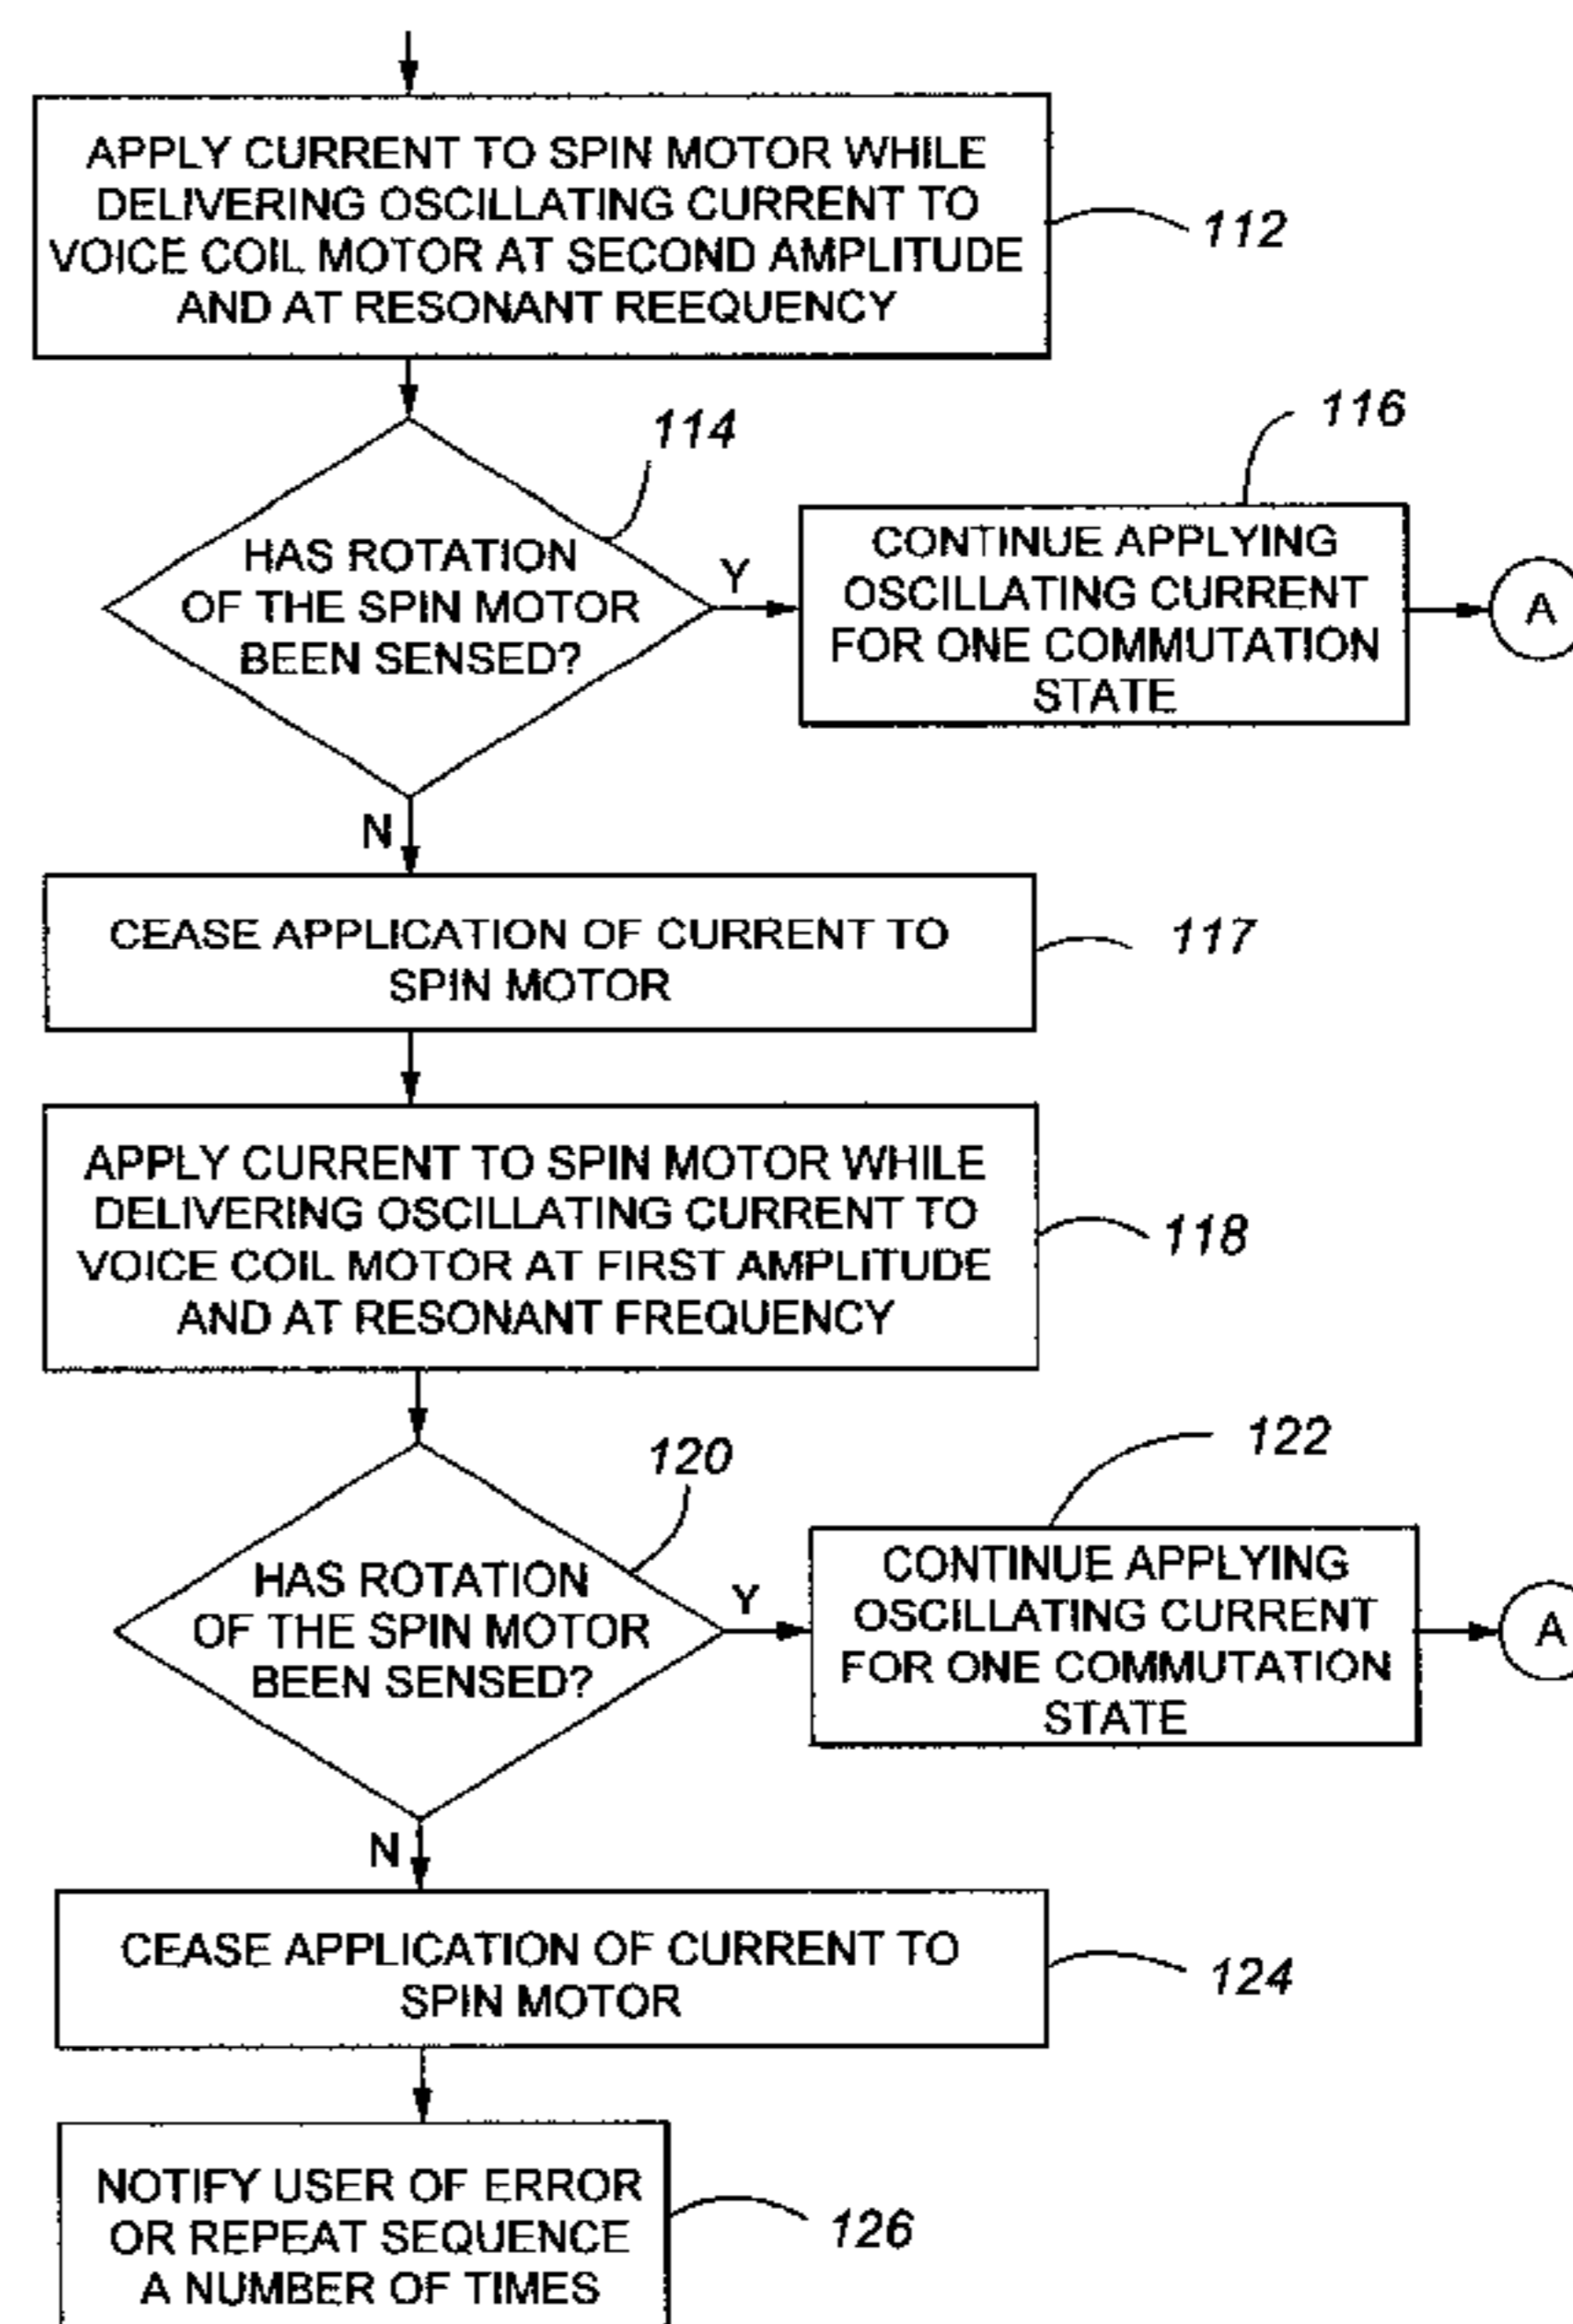 APPLY CURRENT TO SPIN MOTOR WHILE
DELIVERING OSCILLATING CURRENT TO
VOICE COIL MOTOR AT SECOND AMPLITUDE
AND AT RESONANT REEQUENCY
112
114
116
HAS ROTATION
OF THE SPIN MOTOR
BEEN SENSED?
Y
CONTINUE APPLYING
OSCILLATING CURRENT
FOR ONE COMMUTATION
STATE
A
N
CEASE APPLICATION OF CURRENT TO
SPIN MOTOR
117
APPLY CURRENT TO SPIN MOTOR WHILE
DELIVERING OSCILLATING CURRENT TO
VOICE COIL MOTOR AT FIRST AMPLITUDE
AND AT RESONANT FREQUENCY
118
120
122
HAS ROTATION
OF THE SPIN MOTOR
BEEN SENSED?
Y
CONTINUE APPLYING
OSCILLATING CURRENT
FOR ONE COMMUTATION
STATE
A
N
CEASE APPLICATION OF CURRENT TO
SPIN MOTOR
124
NOTIFY USER OF ERROR
OR REPEAT SEQUENCE
A NUMBER OF TIMES
126